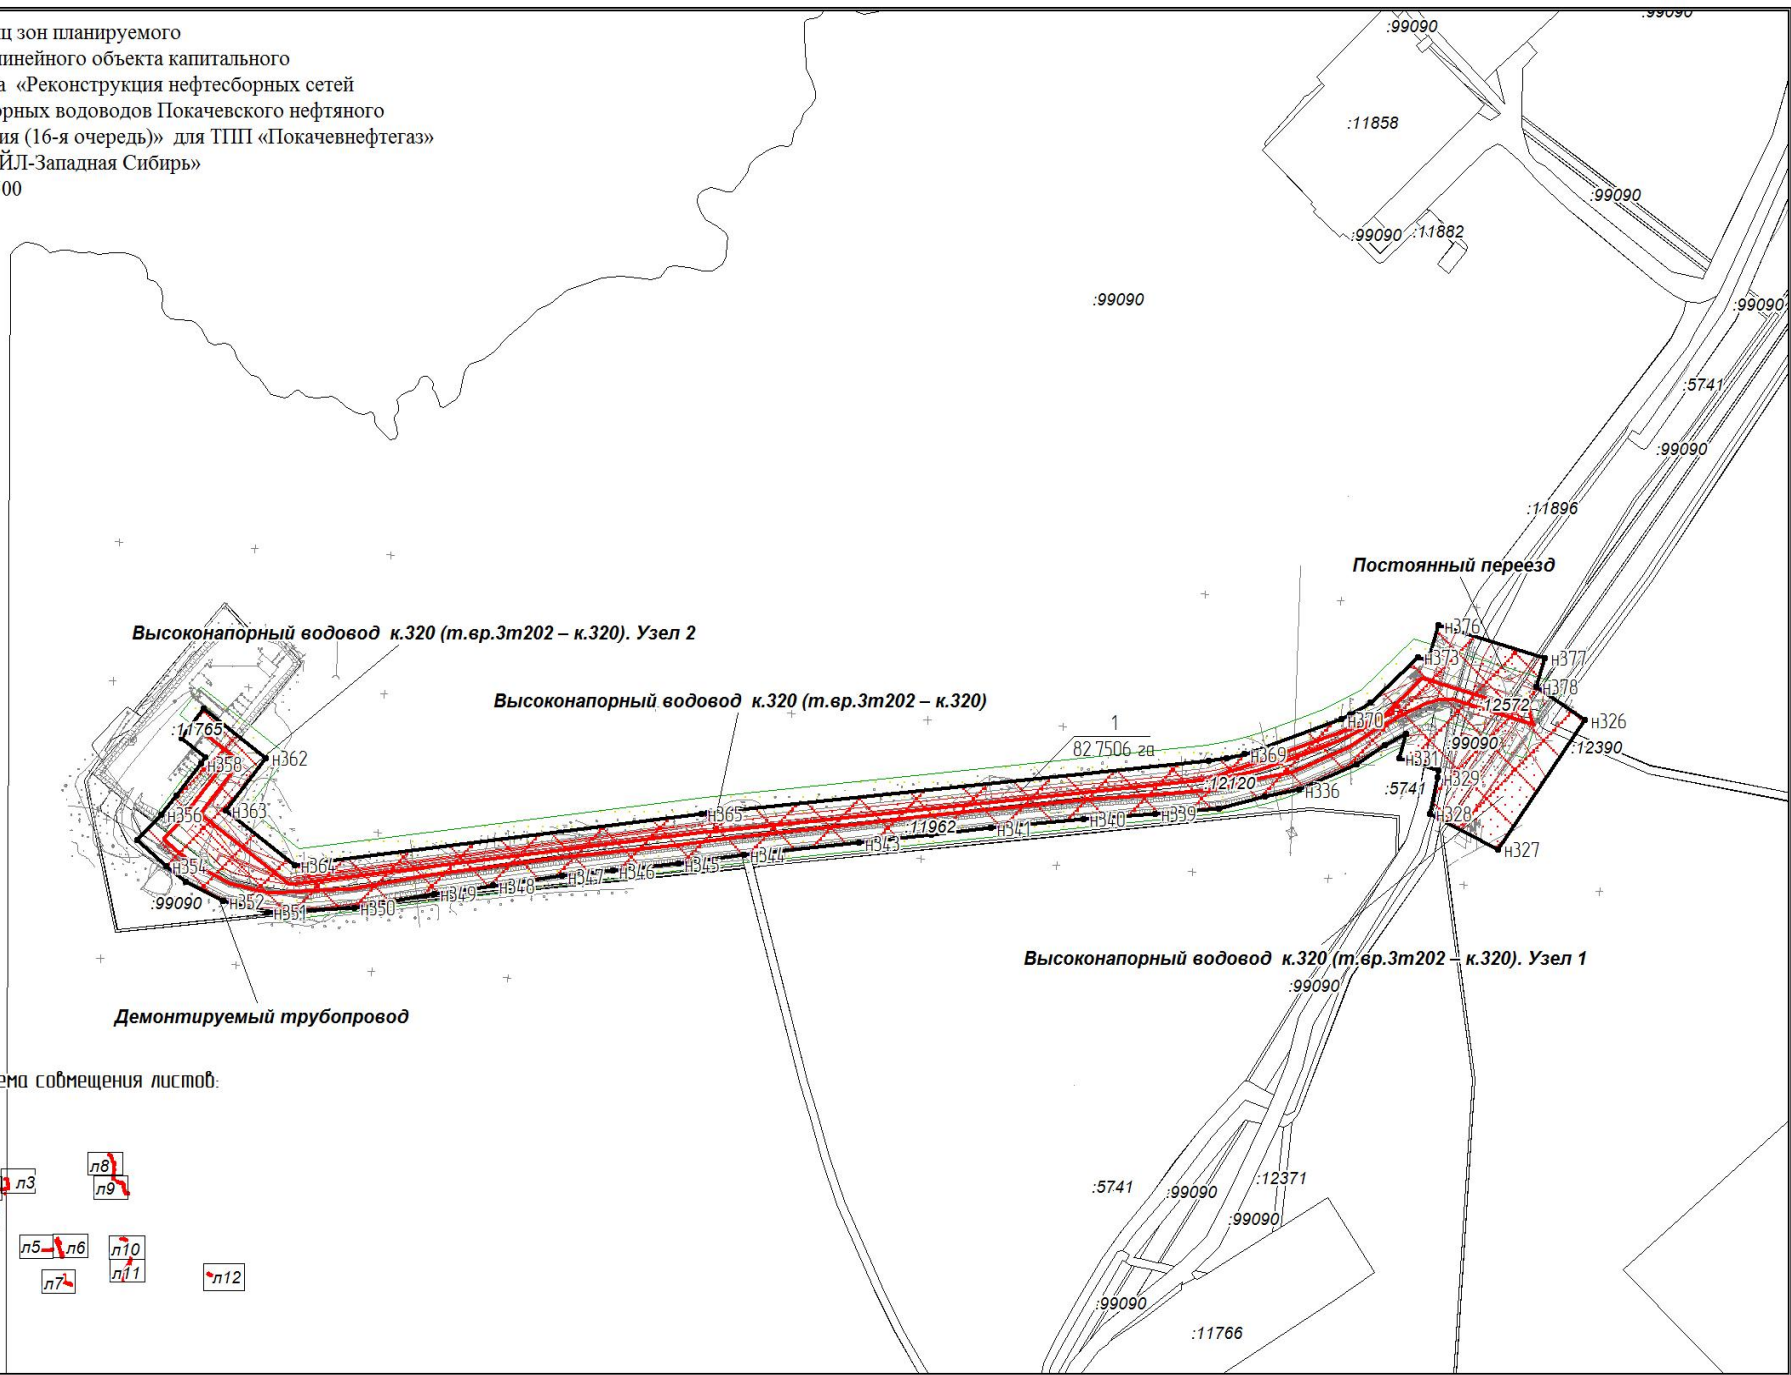 ц зон планируемого
инейного объекта капитального
а «Реконструкция нефтесборных сетей
орных водоводов Покачевского нефтяного
ия (16-я очередь)» для ТПП «Покачевнефтегаз»
ЙЛ-Западная Сибирь»
00
:99090
:99090
:11858
:99090
:99090
:11882
:99090
:99090
:5741
:99090
:11896
Постоянный переезд
Высоконапорный водовод к.320 (т.вр.3т202 – к.320). Узел 2
н376
н373
н377
н378
Высоконапорный водовод к.320 (т.вр.3т202 – к.320)
:12572
н370
н326
:11765
1
82.7506 га
:99090
:12390
н362
н358
н369
н331
н329
:12120
н336
:5741
н356
н363
н365
н328
:11962
н341
н340
н339
н327
н354
н364
н343
н344
н345
н346
н347
н348
н349
н350
н351
н352
:99090
Высоконапорный водовод к.320 (т.вр.3т202 – к.320). Узел 1
:99090
Демонтируемый трубопровод
ема совмещения листов:
л8
л9
л3
:5741
:99090
:12371
:99090
л5
л6
л10
л11
л7
л12
:99090
:11766